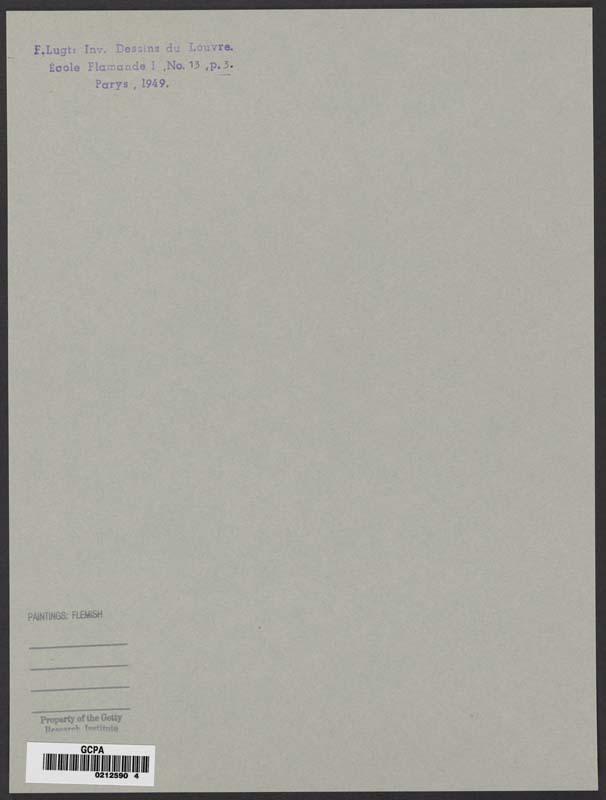 F.Lugt: Inv. Dessins du Louvre.
École Flamande I ,No. 13 ,p.3.
Parys , 1949.
PAINTINGS: FLEMISH
Property of the Getty
Research Institute
GCPA
0212590 4